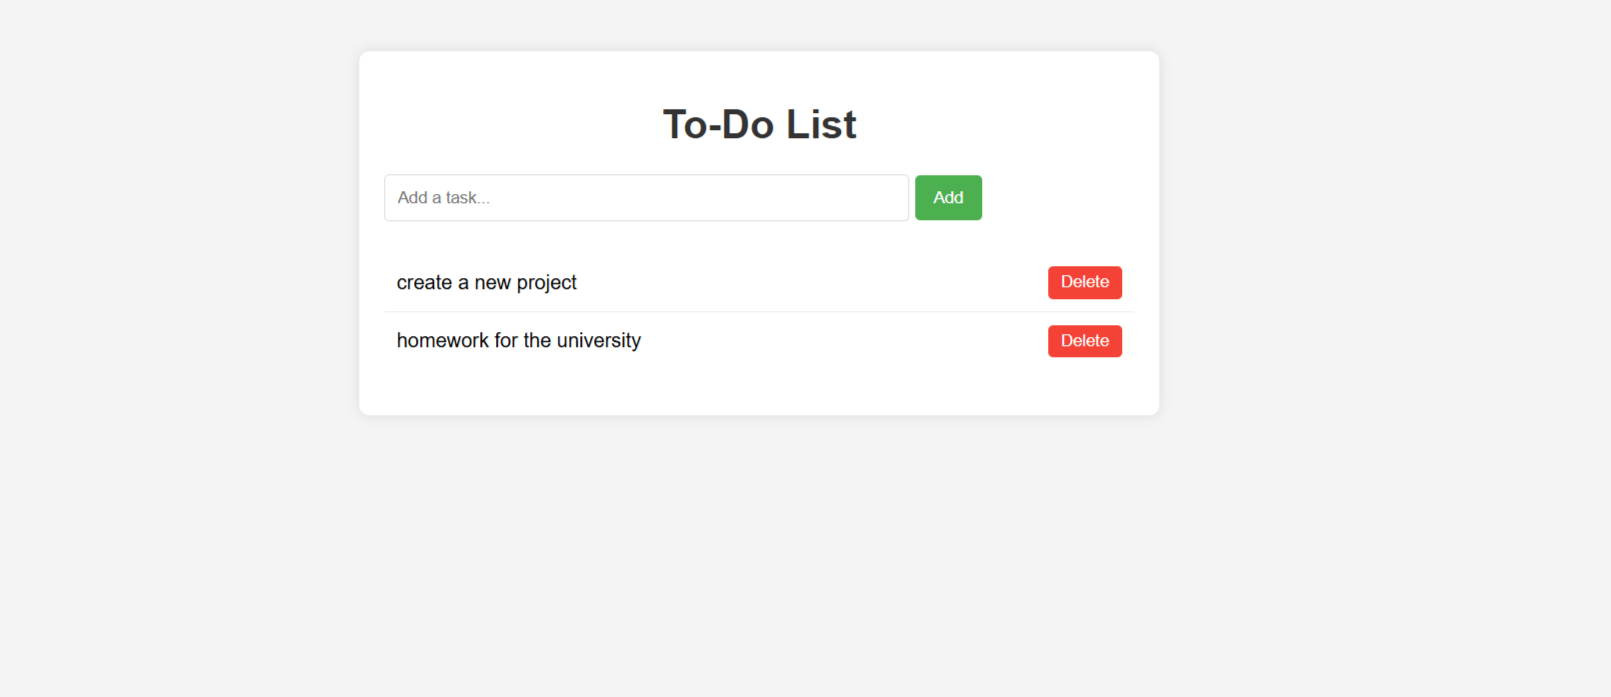 To-Do List
Add a task... Add
create a new project Delete
homework for the university Delete